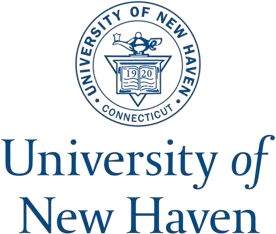 UNIVERSITY OF NEW HAVEN
1920
CONNECTICUT
University of
New Haven